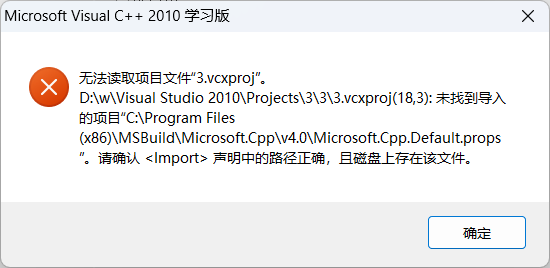 Microsoft Visual C++ 2010 学习版
无法读取项目文件“3.vcxproj”。
D:\w\Visual Studio 2010\Projects\3\3\3.vcxproj(18,3): 未找到导入
的项目“C:\Program Files
(x86)\MSBuild\Microsoft.Cpp\v4.0\Microsoft.Cpp.Default.props
”。请确认 <Import> 声明中的路径正确，且磁盘上存在该文件。
确定